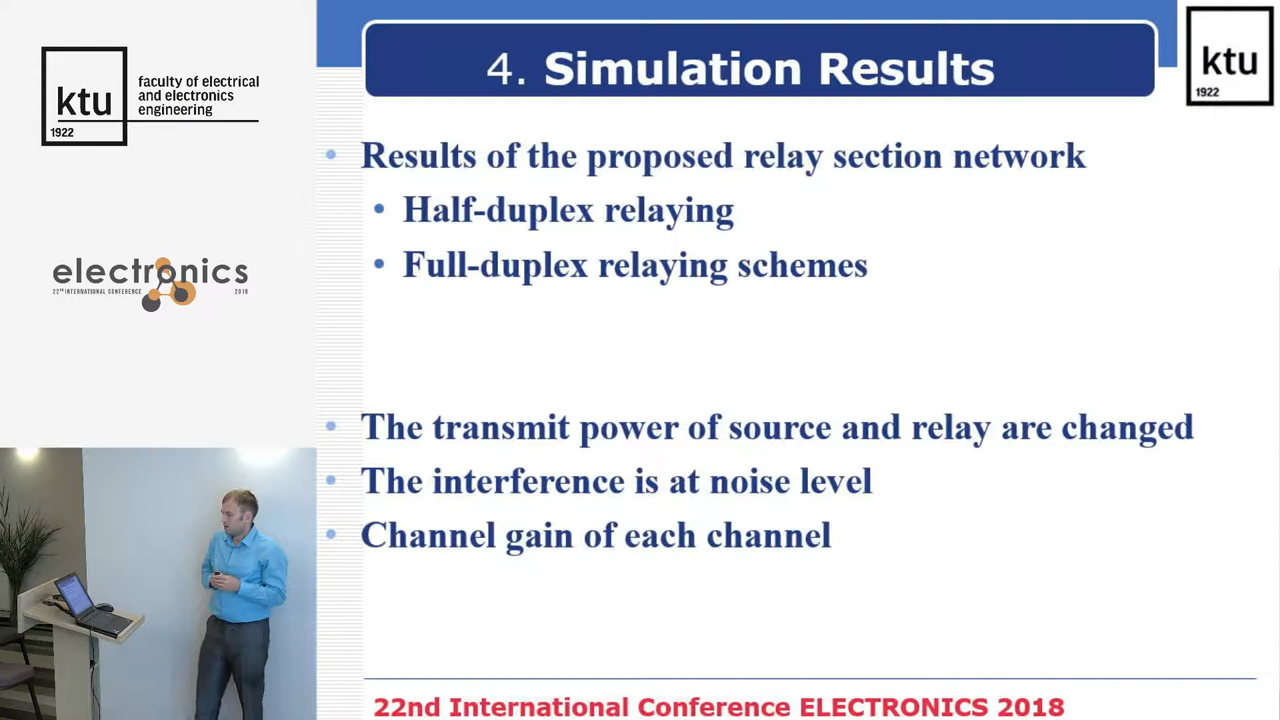 ktu
1922
faculty of electrical
and electronics
engineering
electronics
22ND INTERNATIONAL CONFERENCE 2018
4. Simulation Results
ktu
1922
• Results of the proposed relay section network
• Half-duplex relaying
• Full-duplex relaying schemes
• The transmit power of source and relay are changed
• The interference is at noise level
• Channel gain of each channel
22nd International Conference ELECTRONICS 2018